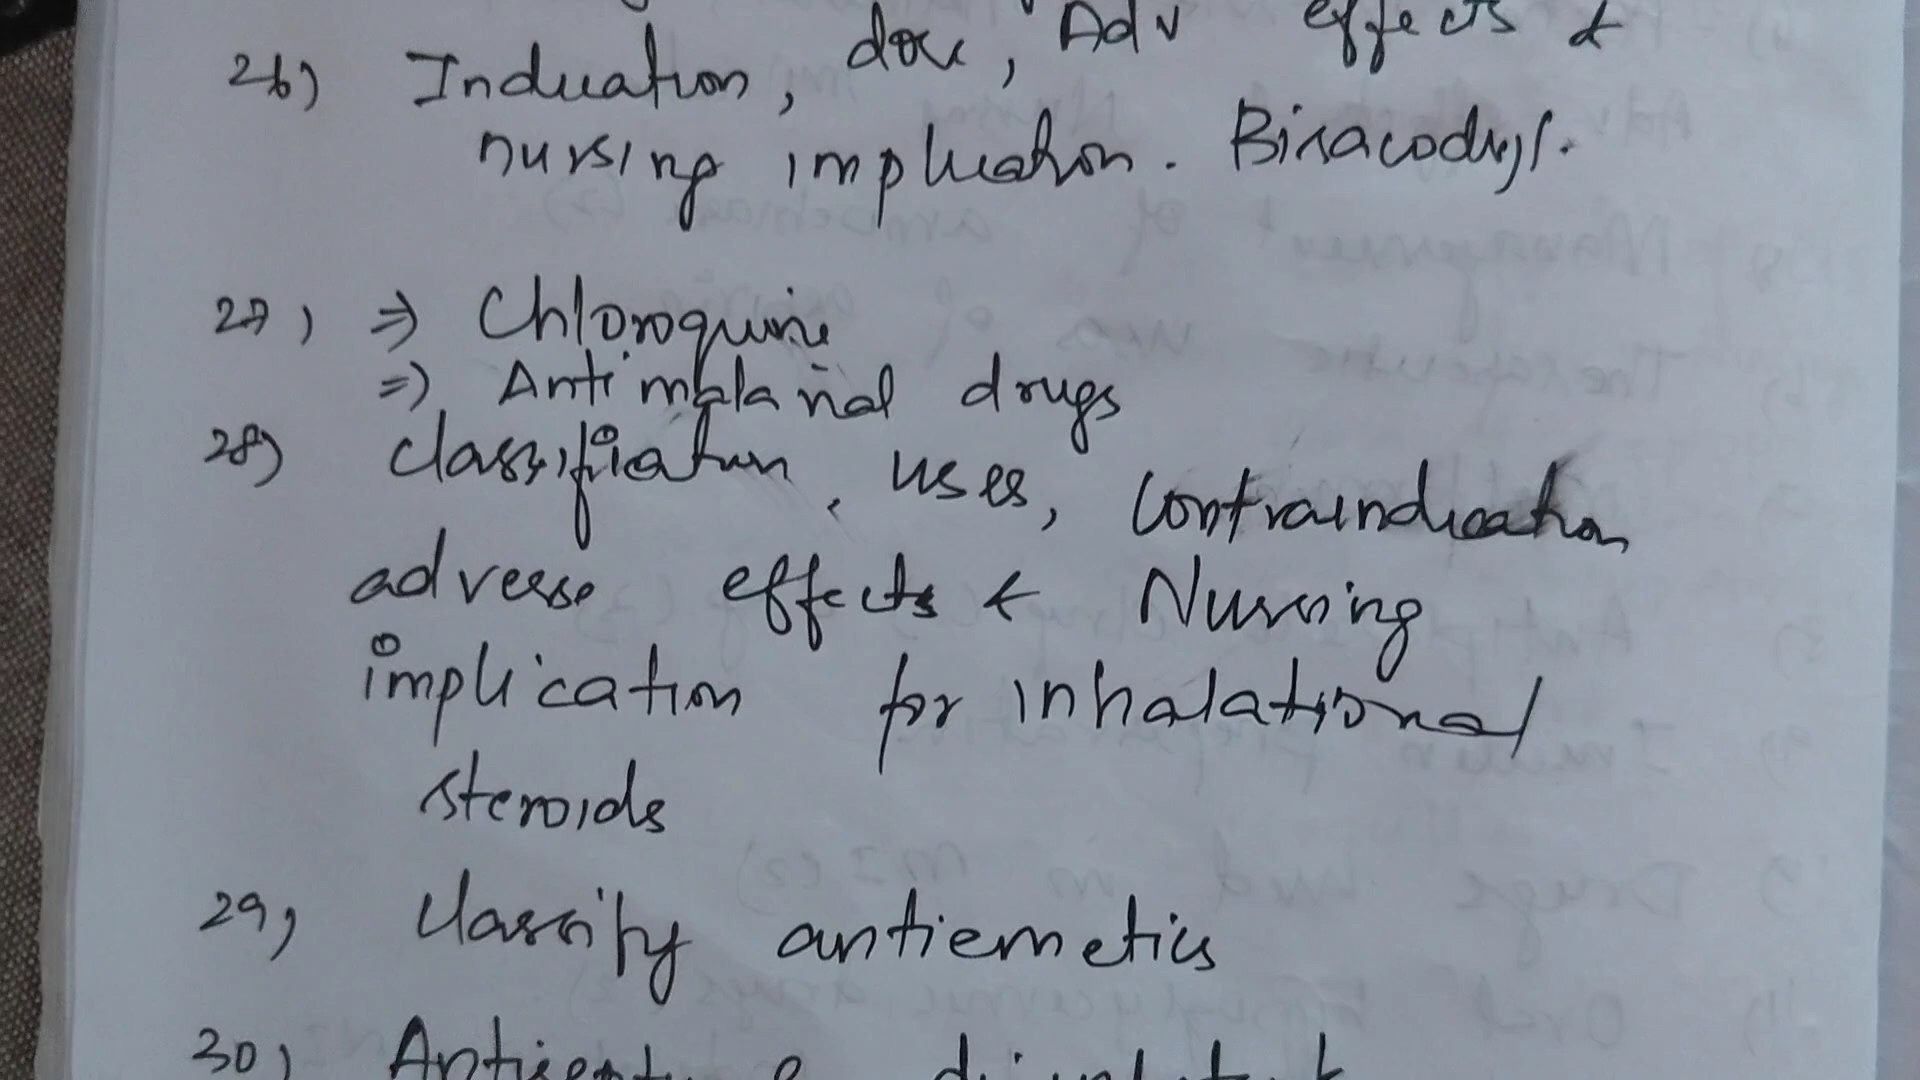 26) Indication, dose, Adv effects &
nursing implication. Bisacodyl.
27) ⇒ Chloroquine
⇒ Antimalarial drugs
28) Classification, uses, Contraindication
adverse effects & Nursing
implication for inhalational
steroids
29) Classify antiemetics
30)